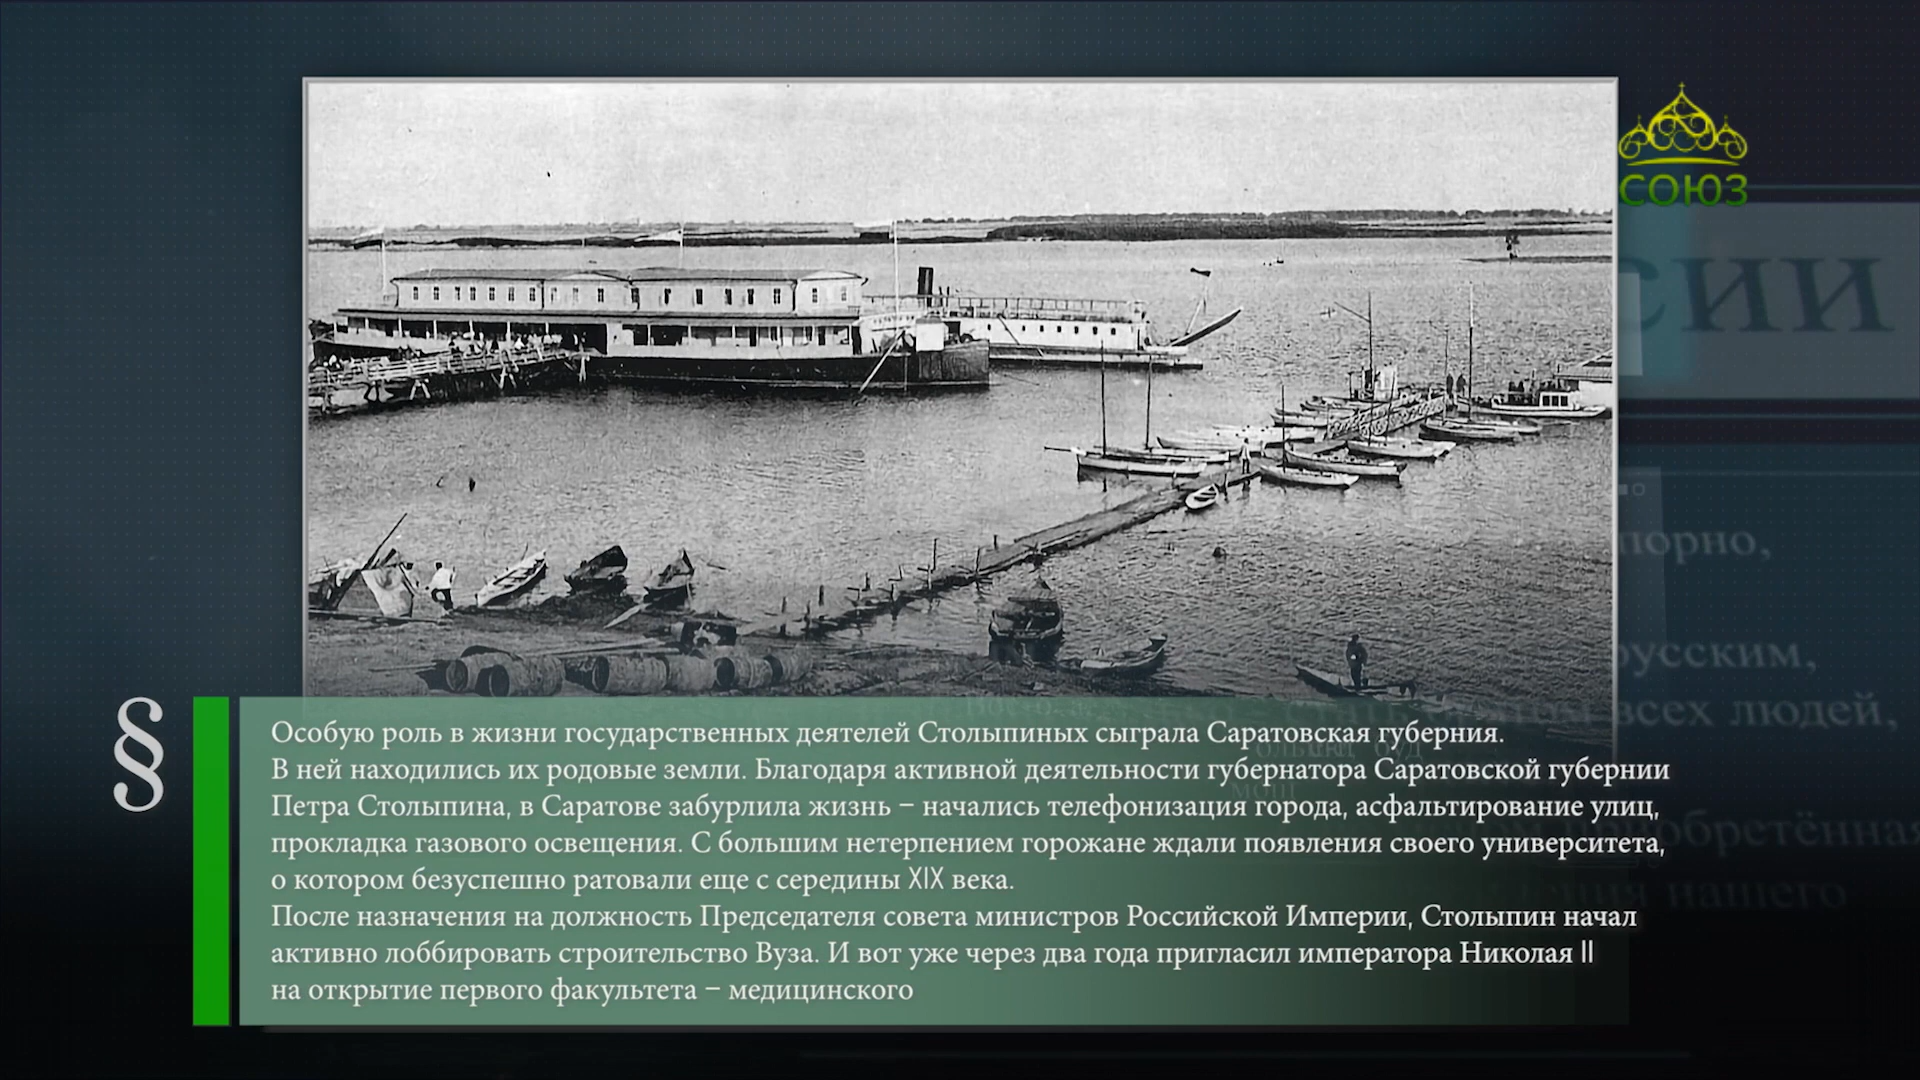 СОЮЗ
сии
порно,
русским,
всех людей,
обретённая
нашего
§
Особую роль в жизни государственных деятелей Столыпиных сыграла Саратовская губерния.
В ней находились их родовые земли. Благодаря активной деятельности губернатора Саратовской губернии
Петра Столыпина, в Саратове забурлила жизнь – начались телефонизация города, асфальтирование улиц,
прокладка газового освещения. С большим нетерпением горожане ждали появления своего университета,
о котором безуспешно ратовали еще с середины XIX века.
После назначения на должность Председателя совета министров Российской Империи, Столыпин начал
активно лоббировать строительство Вуза. И вот уже через два года пригласил императора Николая II
на открытие первого факультета – медицинского